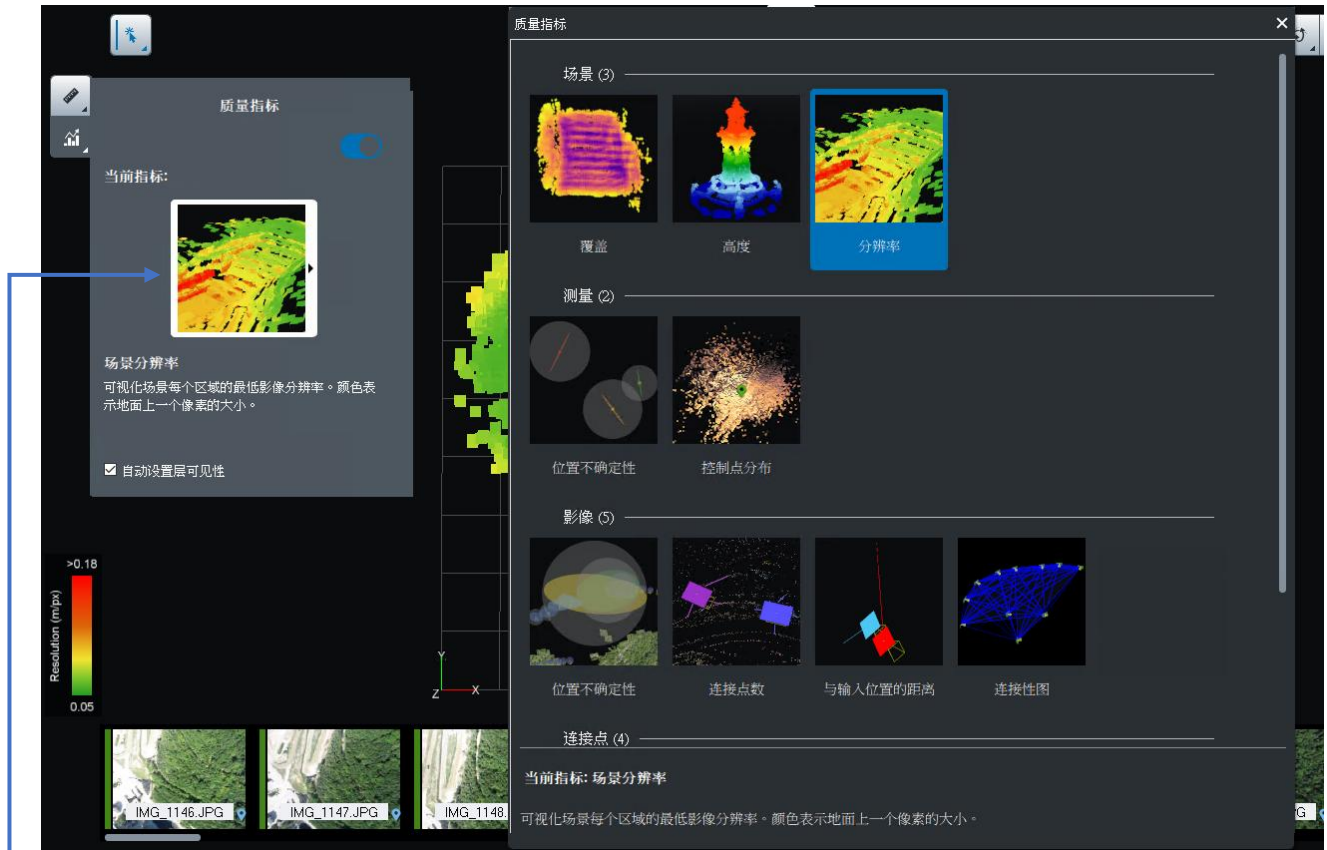 质量指标
当前指标:
场景分辨率
可视化场景每个区域的最低影像分辨率。颜色表
示地面上一个像素的大小。
自动设置层可见性
>0.18
Resolution (m/px)
0.05
Y
Z
X
IMG_1146.JPG
IMG_1147.JPG
IMG_1148.
质量指标
场景 (3)
覆盖
高度
分辨率
测量 (2)
位置不确定性
控制点分布
影像 (5)
位置不确定性
连接点数
与输入位置的距离
连接性图
连接点 (4)
当前指标: 场景分辨率
可视化场景每个区域的最低影像分辨率。颜色表示地面上一个像素的大小。
G